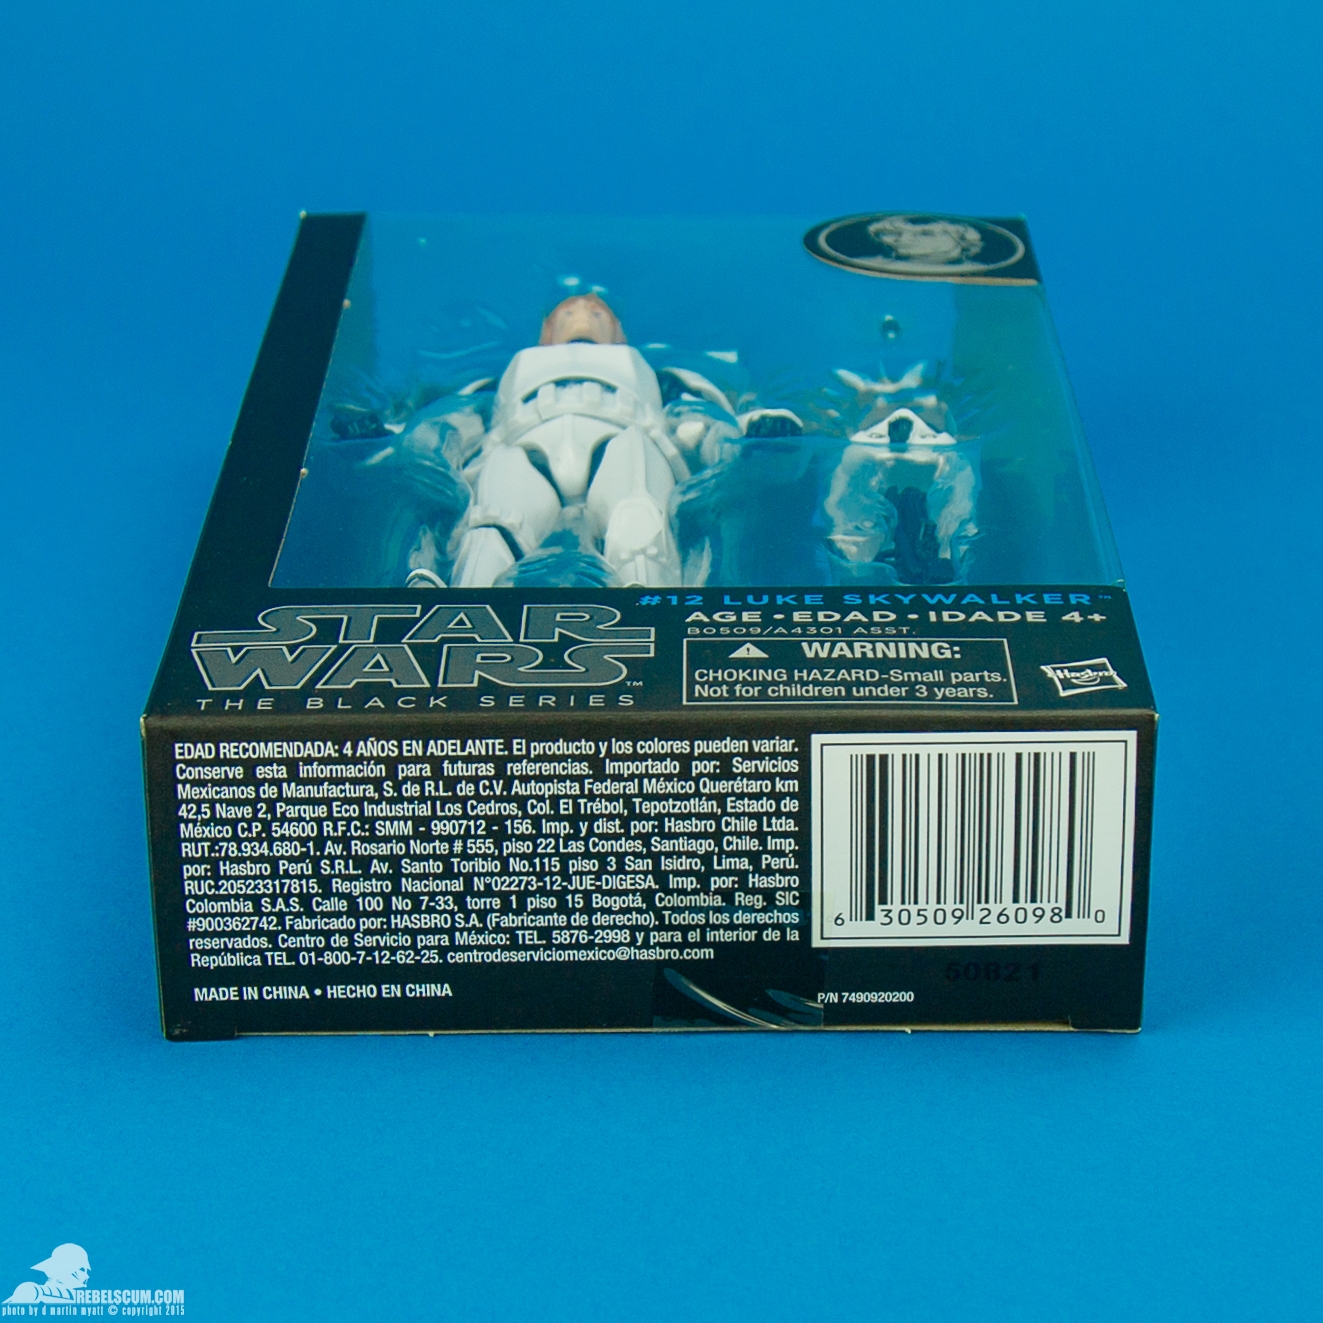 #12 LUKE SKYWALKER™
STAR
WARS™
THE BLACK SERIES
AGE • EDAD • IDADE 4+
B0509/A4301 ASST.
WARNING:
CHOKING HAZARD-Small parts.
Not for children under 3 years.
Hasbro
EDAD RECOMENDADA: 4 AÑOS EN ADELANTE. El producto y los colores pueden variar.
Conserve esta información para futuras referencias. Importado por: Servicios
Mexicanos de Manufactura, S. de R.L. de C.V. Autopista Federal México Querétaro km
42,5 Nave 2, Parque Eco Industrial Los Cedros, Col. El Trébol, Tepotzotlán, Estado de
México C.P. 54600 R.F.C.: SMM - 990712 - 156. Imp. y dist. por: Hasbro Chile Ltda.
RUT.:78.934.680-1. Av. Rosario Norte # 555, piso 22 Las Condes, Santiago, Chile. Imp.
por: Hasbro Perú S.R.L. Av. Santo Toribio No.115 piso 3 San Isidro, Lima, Perú.
RUC.20523317815. Registro Nacional N°02273-12-JUE-DIGESA. Imp. por: Hasbro
Colombia S.A.S. Calle 100 No 7-33, torre 1 piso 15 Bogotá, Colombia. Reg. SIC
#900362742. Fabricado por: HASBRO S.A. (Fabricante de derecho). Todos los derechos
reservados. Centro de Servicio para México: TEL. 5876-2998 y para el interior de la
República TEL. 01-800-7-12-62-25. centrodeserviciomexico@hasbro.com
MADE IN CHINA • HECHO EN CHINA
6 30509 26098 0
50821
P/N 7490920200
REBELSCUM.COM
photo by d martin myatt © copyright 2015